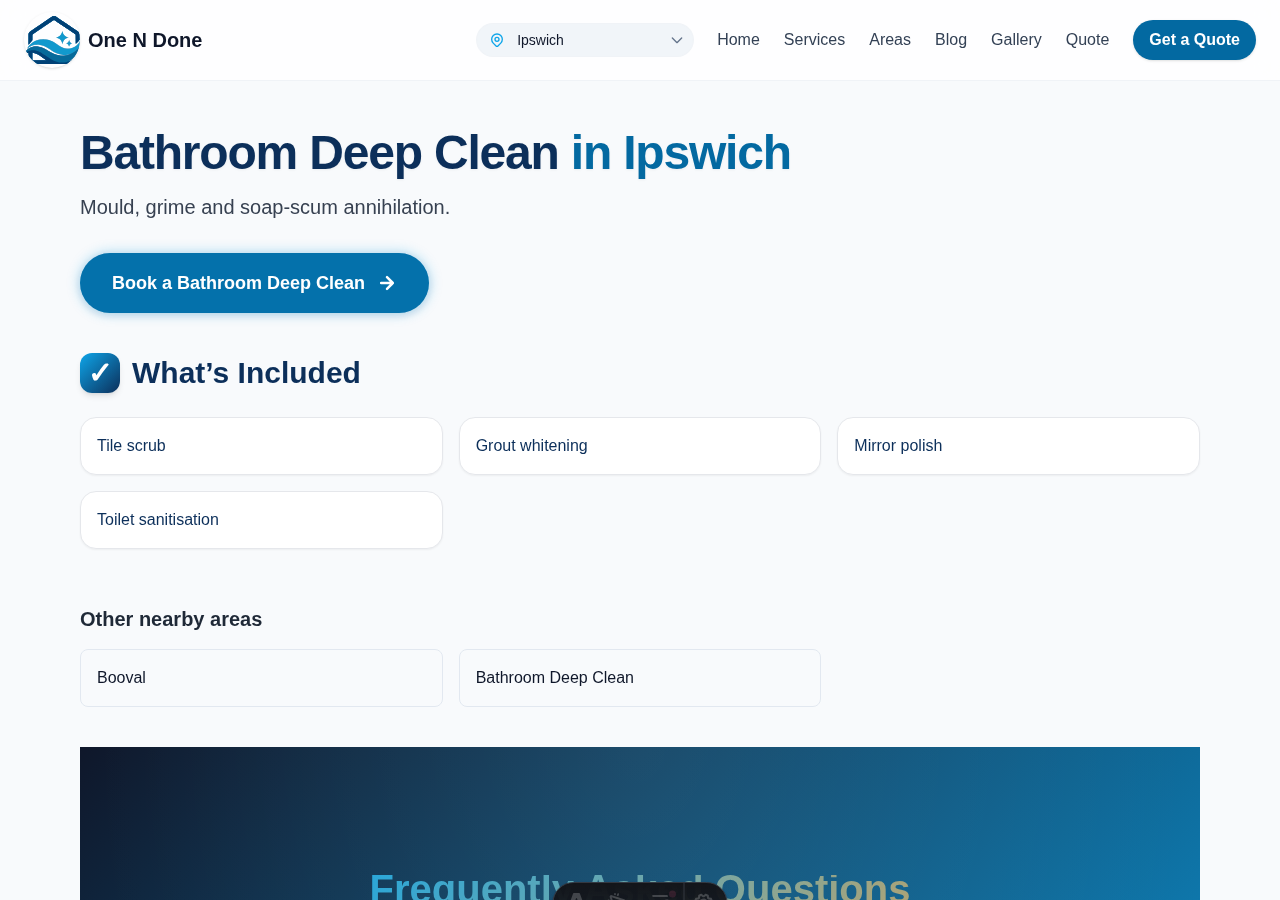 One N Done
Ipswich
Home
Services
Areas
Blog
Gallery
Quote
Get a Quote
Bathroom Deep Clean in Ipswich
Mould, grime and soap-scum annihilation.
Book a Bathroom Deep Clean
What’s Included
Tile scrub
Grout whitening
Mirror polish
Toilet sanitisation
Other nearby areas
Booval
Bathroom Deep Clean
Frequently Asked Questions